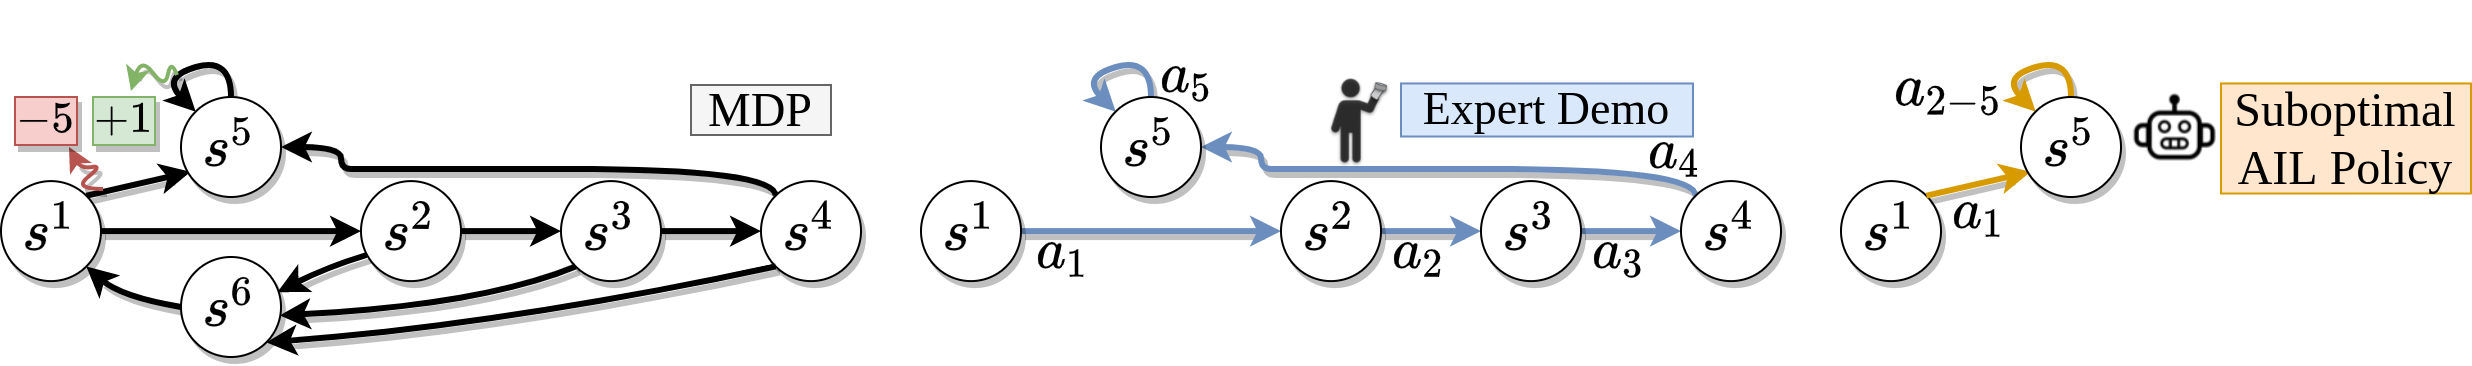 -5
+1
s^5
MDP
s^1
s^2
s^3
s^4
s^6
a_5
Expert Demo
s^5
a_4
s^1
s^2
s^3
s^4
a_1
a_2
a_3
a_{2-5}
s^5
Suboptimal
AIL Policy
s^1
a_1